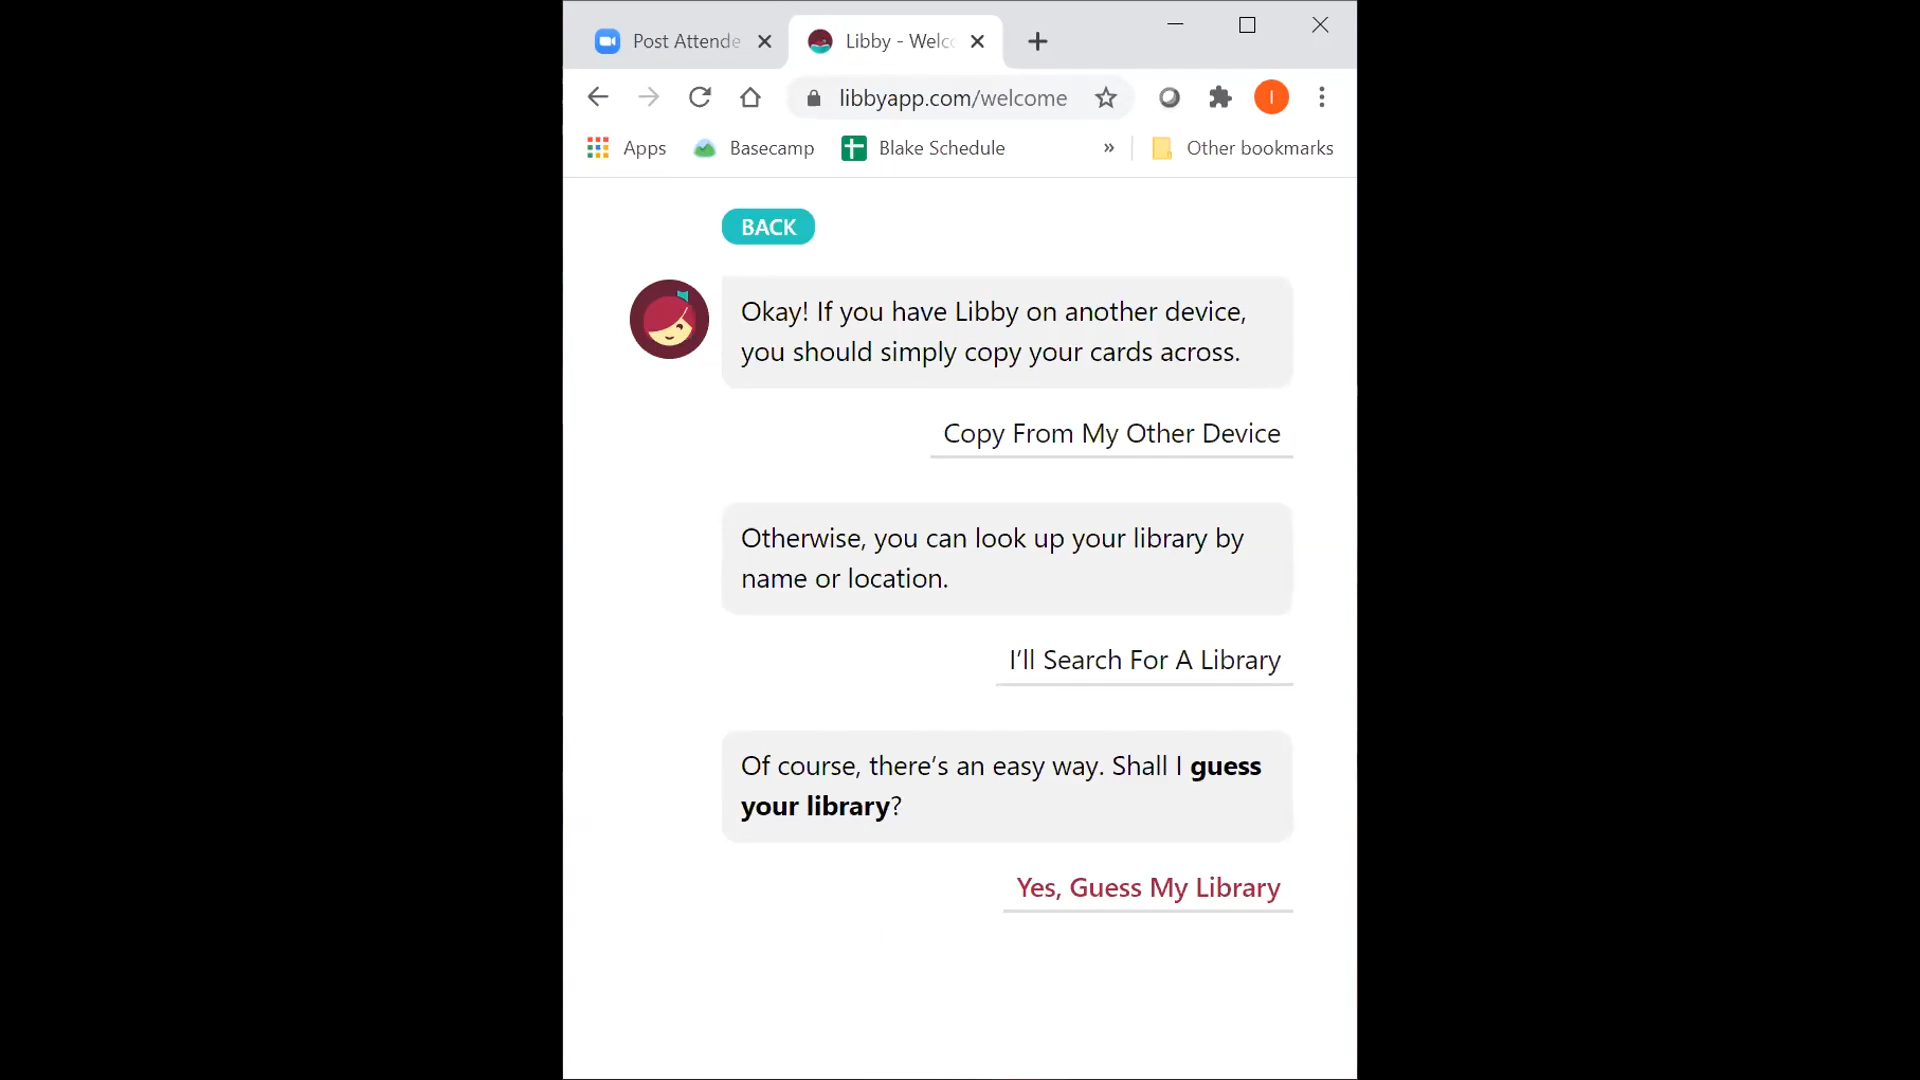 Post Attende
Libby - Welc
libbyapp.com/welcome
I
Apps
Basecamp
Blake Schedule
»
Other bookmarks
BACK
Okay! If you have Libby on another device,
you should simply copy your cards across.
Copy From My Other Device
Otherwise, you can look up your library by
name or location.
I’ll Search For A Library
Of course, there’s an easy way. Shall I guess
your library?
Yes, Guess My Library